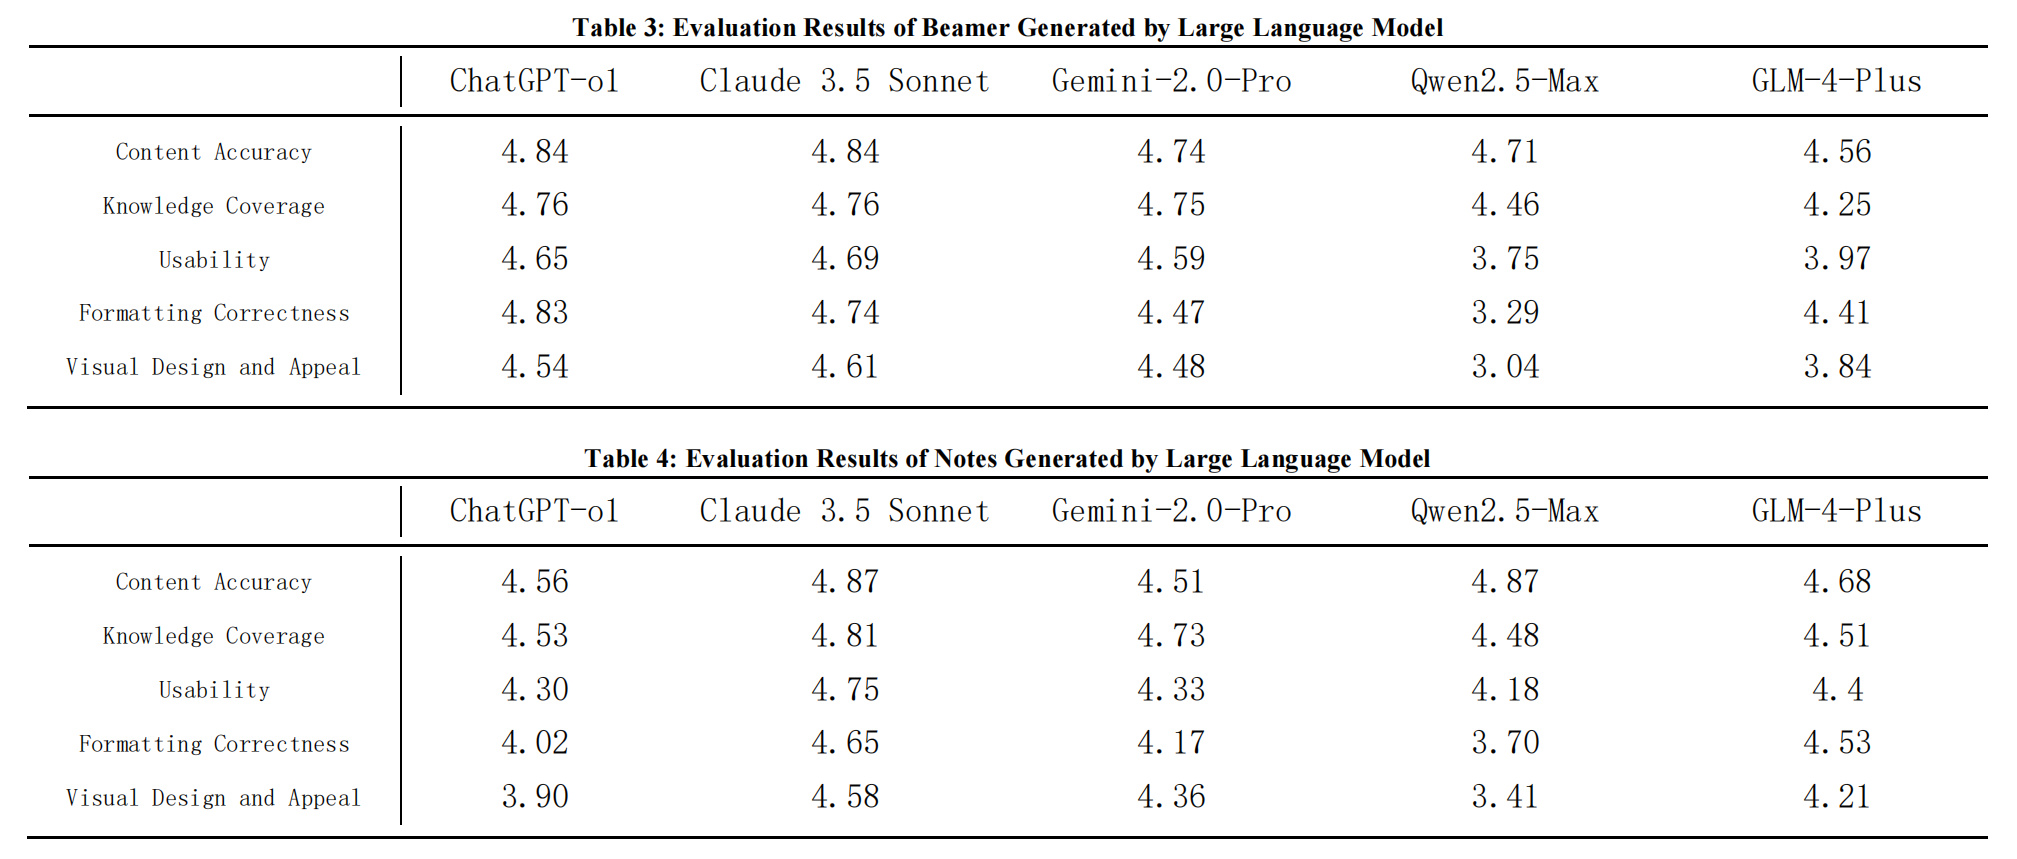 Table 3: Evaluation Results of Beamer Generated by Large Language Model
ChatGPT-o1 Claude 3.5 Sonnet Gemini-2.0-Pro Qwen2.5-Max GLM-4-Plus
Content Accuracy 4.84 4.84 4.74 4.71 4.56
Knowledge Coverage 4.76 4.76 4.75 4.46 4.25
Usability 4.65 4.69 4.59 3.75 3.97
Formatting Correctness 4.83 4.74 4.47 3.29 4.41
Visual Design and Appeal 4.54 4.61 4.48 3.04 3.84
Table 4: Evaluation Results of Notes Generated by Large Language Model
ChatGPT-o1 Claude 3.5 Sonnet Gemini-2.0-Pro Qwen2.5-Max GLM-4-Plus
Content Accuracy 4.56 4.87 4.51 4.87 4.68
Knowledge Coverage 4.53 4.81 4.73 4.48 4.51
Usability 4.30 4.75 4.33 4.18 4.4
Formatting Correctness 4.02 4.65 4.17 3.70 4.53
Visual Design and Appeal 3.90 4.58 4.36 3.41 4.21